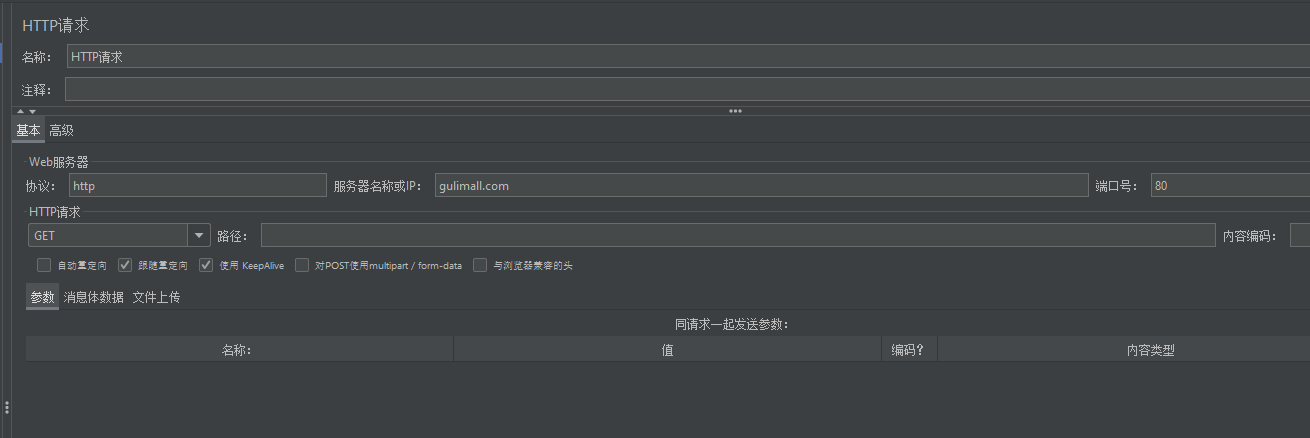 HTTP请求
名称： HTTP请求
注释：
基本 高级
Web服务器
协议： http 服务器名称或IP： gulimall.com 端口号： 80
HTTP请求
GET 路径： 内容编码：
自动重定向 跟随重定向 使用 KeepAlive 对POST使用multipart / form-data 与浏览器兼容的头
参数 消息体数据 文件上传
同请求一起发送参数：
名称： 值 编码? 内容类型